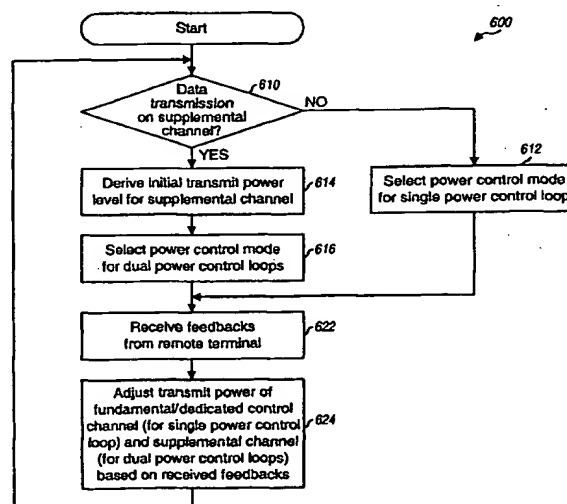 Start
600
Data
transmission
on supplemental
channel?
610
NO
YES
612
Select power control mode
for single power control loop
Derive initial transmit power
level for supplemental channel
614
Select power control mode
for dual power control loops
616
Receive feedbacks
from remote terminal
622
Adjust transmit power of
fundamental/dedicated control
channel (for single power control
loop) and supplemental channel
(for dual power control loops)
based on received feedbacks
624